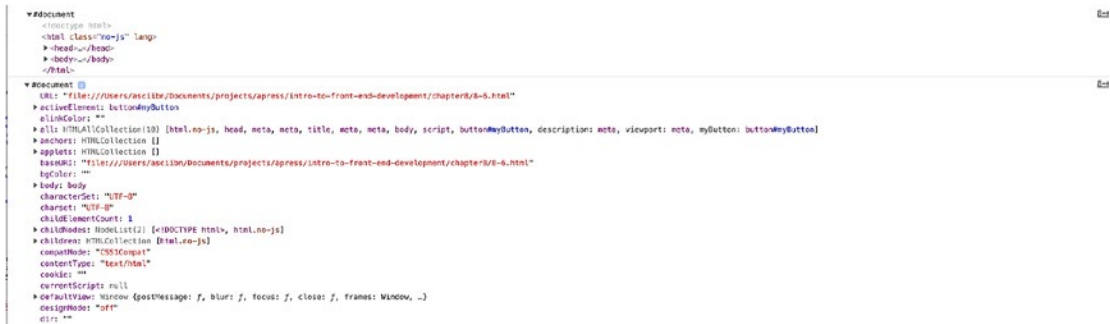 ▼#document
<!doctype html>
<html class="no-js" lang>
▶<head>…</head>
▶<body>…</body>
</html>
▼#document
URL: "file:///Users/asciibn/Documents/projects/apress/intro-to-front-end-development/chapter8/8-6.html"
▶activeElement: button#myButton
alinkColor: ""
▶all: HTMLAllCollection(10) [html.no-js, head, meta, meta, title, meta, meta, body, script, button#myButton, description: meta, viewport: meta, myButton: button#myButton]
▶anchors: HTMLCollection []
▶applets: HTMLCollection []
baseURI: "file:///Users/asciibn/Documents/projects/apress/intro-to-front-end-development/chapter8/8-6.html"
bgColor: ""
▶body: body
characterSet: "UTF-8"
charset: "UTF-8"
childElementCount: 1
▶childNodes: NodeList(2) [<!DOCTYPE html>, html.no-js]
▶children: HTMLCollection [html.no-js]
compatMode: "CSS1Compat"
contentType: "text/html"
cookie: ""
currentScript: null
▶defaultView: Window {postMessage: ƒ, blur: ƒ, focus: ƒ, close: ƒ, frames: Window, …}
designMode: "off"
dir: ""